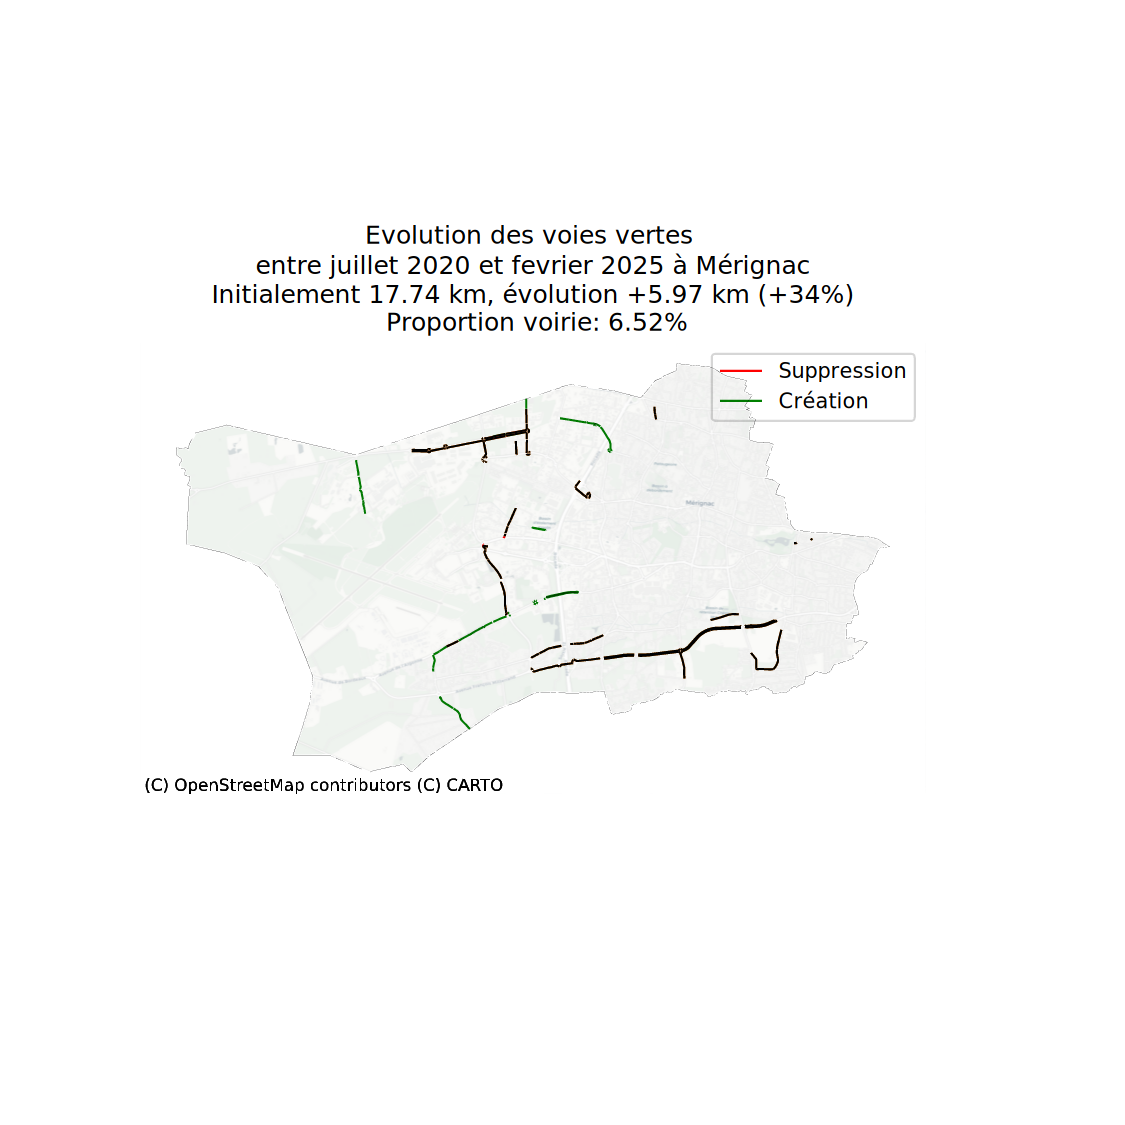 Evolution des voies vertes
entre juillet 2020 et fevrier 2025 à Mérignac
Initialement 17.74 km, évolution +5.97 km (+34%)
Proportion voirie: 6.52%
Suppression
Création
Mérignac
(C) OpenStreetMap contributors (C) CARTO